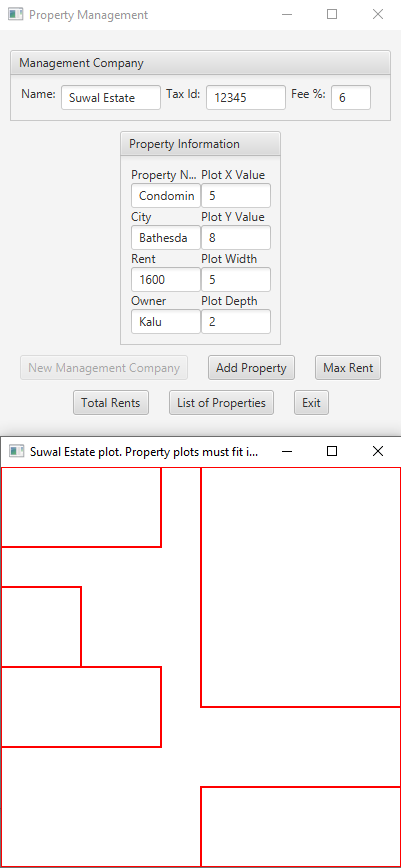 Property Management
Management Company
Name: Suwal Estate Tax Id: 12345 Fee %: 6
Property Information
Property N... Plot X Value
Condomin 5
City Plot Y Value
Bathesda 8
Rent Plot Width
1600 5
Owner Plot Depth
Kalu 2
New Management Company Add Property Max Rent
Total Rents List of Properties Exit
Suwal Estate plot. Property plots must fit i...